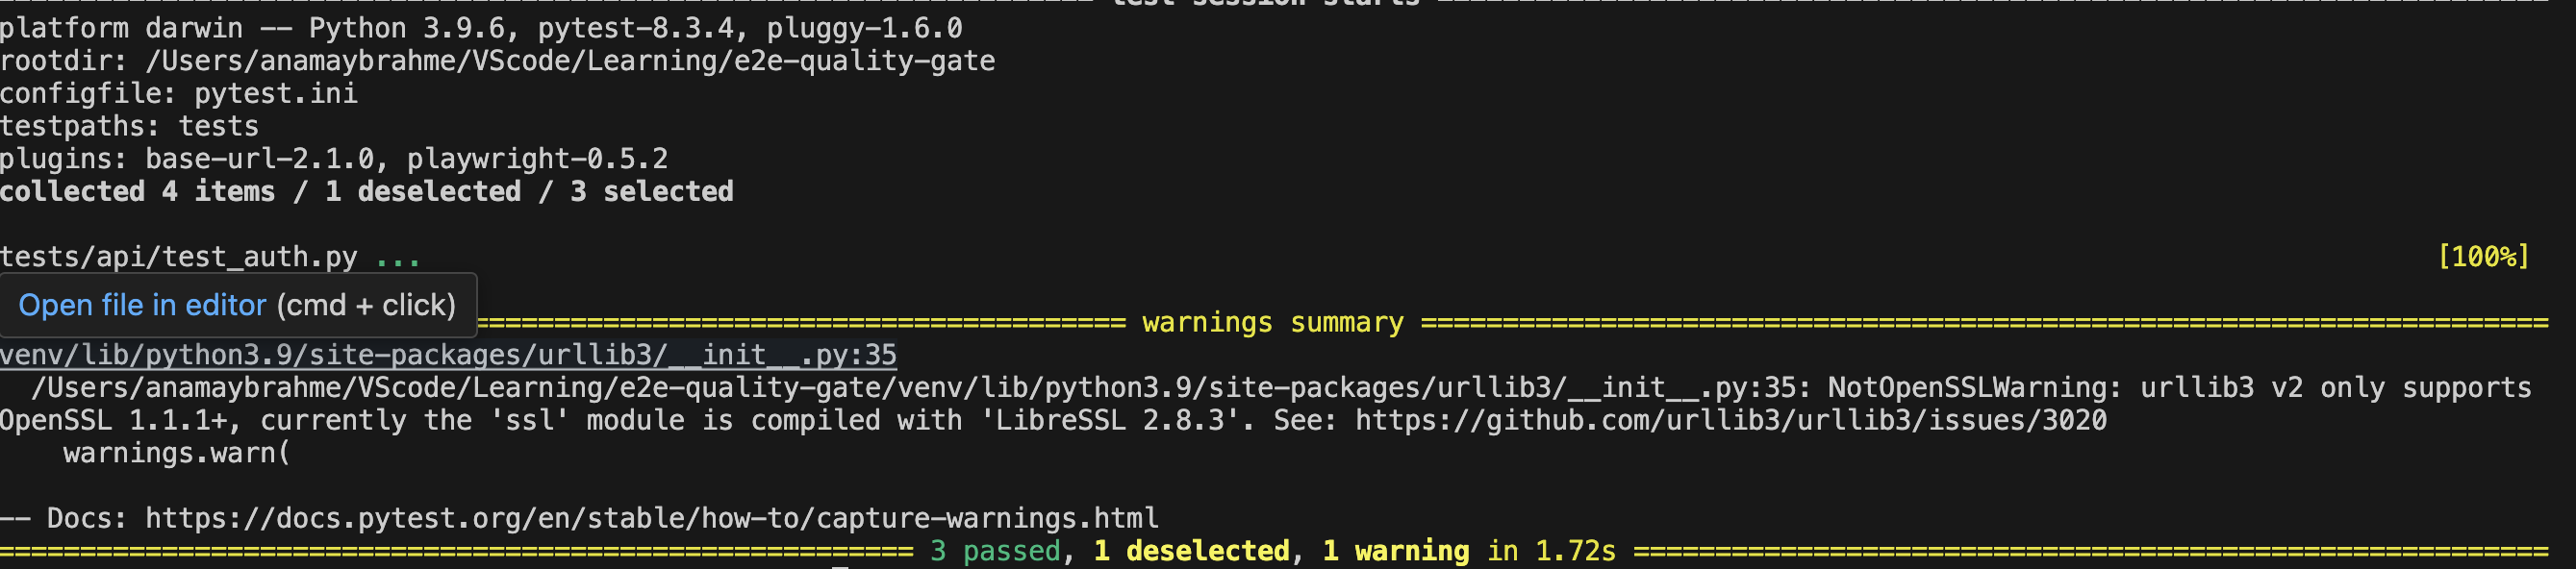 test session starts
platform darwin -- Python 3.9.6, pytest-8.3.4, pluggy-1.6.0
rootdir: /Users/anamaybrahme/VScode/Learning/e2e-quality-gate
configfile: pytest.ini
testpaths: tests
plugins: base-url-2.1.0, playwright-0.5.2
collected 4 items / 1 deselected / 3 selected
tests/api/test_auth.py ... [100%]
Open file in editor (cmd + click)
===================================== warnings summary =====================================
venv/lib/python3.9/site-packages/urllib3/__init__.py:35
/Users/anamaybrahme/VScode/Learning/e2e-quality-gate/venv/lib/python3.9/site-packages/urllib3/__init__.py:35: NotOpenSSLWarning: urllib3 v2 only supports
OpenSSL 1.1.1+, currently the 'ssl' module is compiled with 'LibreSSL 2.8.3'. See: https://github.com/urllib3/urllib3/issues/3020
warnings.warn(
-- Docs: https://docs.pytest.org/en/stable/how-to/capture-warnings.html
===================================== 3 passed, 1 deselected, 1 warning in 1.72s =====================================